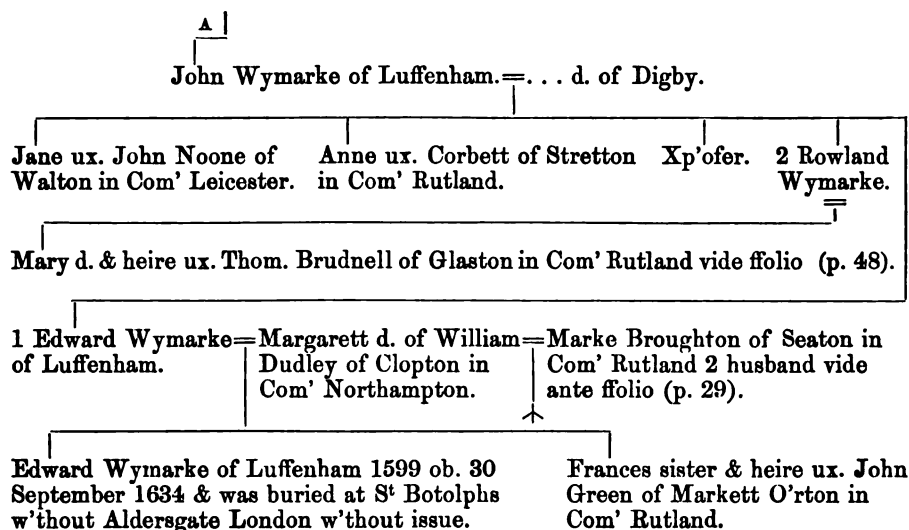 A
John Wymarke of Luffenham.=... d. of Digby.
Jane ux. John Noone of
Walton in Com' Leicester.
Anne ux. Corbett of Stretton
in Com' Rutland.
Xp'ofer.
2 Rowland
Wymarke.
Mary d. & heire ux. Thom. Brudnell of Glaston in Com' Rutland vide ffolio (p. 48).
1 Edward Wymarke=
of Luffenham.
Margarett d. of William=
Dudley of Clopton in
Com' Northampton.
Marke Broughton of Seaton in
Com' Rutland 2 husband vide
ante ffolio (p. 29).
Edward Wymarke of Luffenham 1599 ob. 30
September 1634 & was buried at Sᵗ Botolphs
w'thout Aldersgate London w'thout issue.
Frances sister & heire ux. John
Green of Markett O'rton in
Com' Rutland.